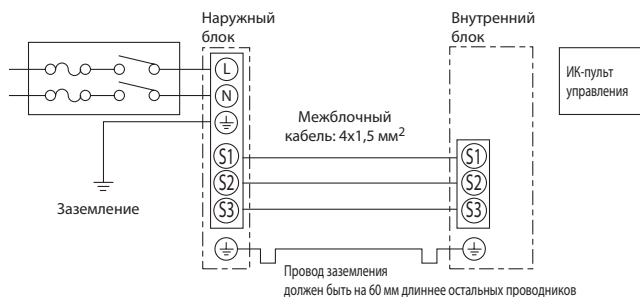 Наружный
блок
Внутренний
блок
ИК-пульт
управления
L
N
Межблочный
кабель: 4x1,5 мм²
S1
S2
S3
S1
S2
S3
Заземление
Провод заземления
должен быть на 60 мм длиннее остальных проводников